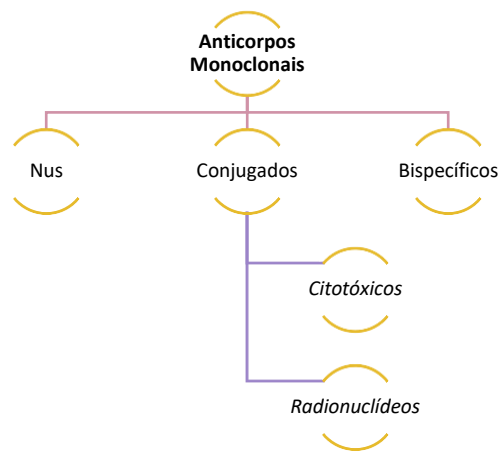 Anticorpos
Monoclonais
Nus
Conjugados
Bispecíficos
Citotóxicos
Radionuclídeos